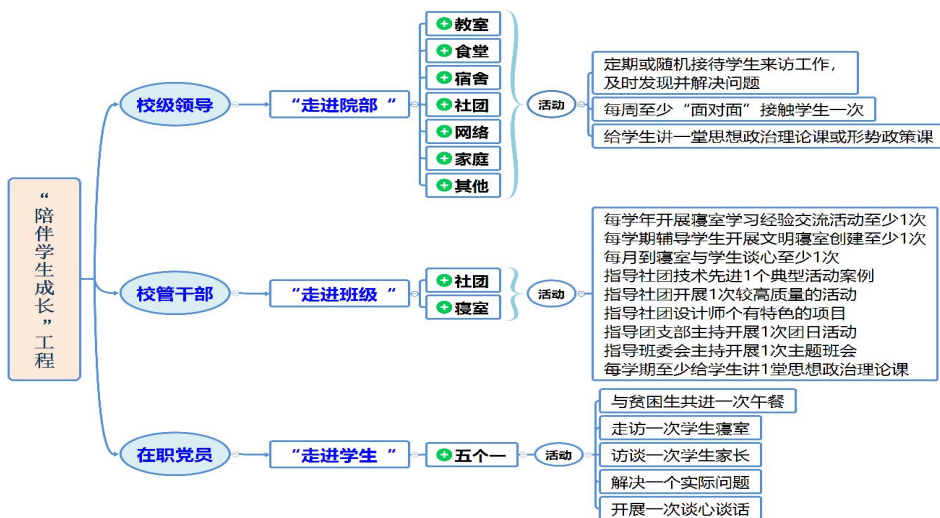 “陪伴学生成长”工程
校级领导
“走进院部“
教室
食堂
宿舍
社团
网络
家庭
其他
活动
定期或随机接待学生来访工作，
及时发现并解决问题
每周至少“面对面”接触学生一次
给学生讲一堂思想政治理论课或形势政策课
校管干部
“走进班级“
社团
寝室
活动
每学年开展寝室学习经验交流活动至少1次
每学期辅导学生开展文明寝室创建至少1次
每月到寝室与学生谈心至少1次
指导社团技术先进1个典型活动案例
指导社团开展1次较高质量的活动
指导社团设计师个有特色的项目
指导团支部主持开展1次团日活动
指导班委会主持开展1次主题班会
每学期至少给学生讲1堂思想政治理论课
在职党员
“走进学生“
五个一
活动
与贫困生共进一次午餐
走访一次学生寝室
访谈一次学生家长
解决一个实际问题
开展一次谈心谈话